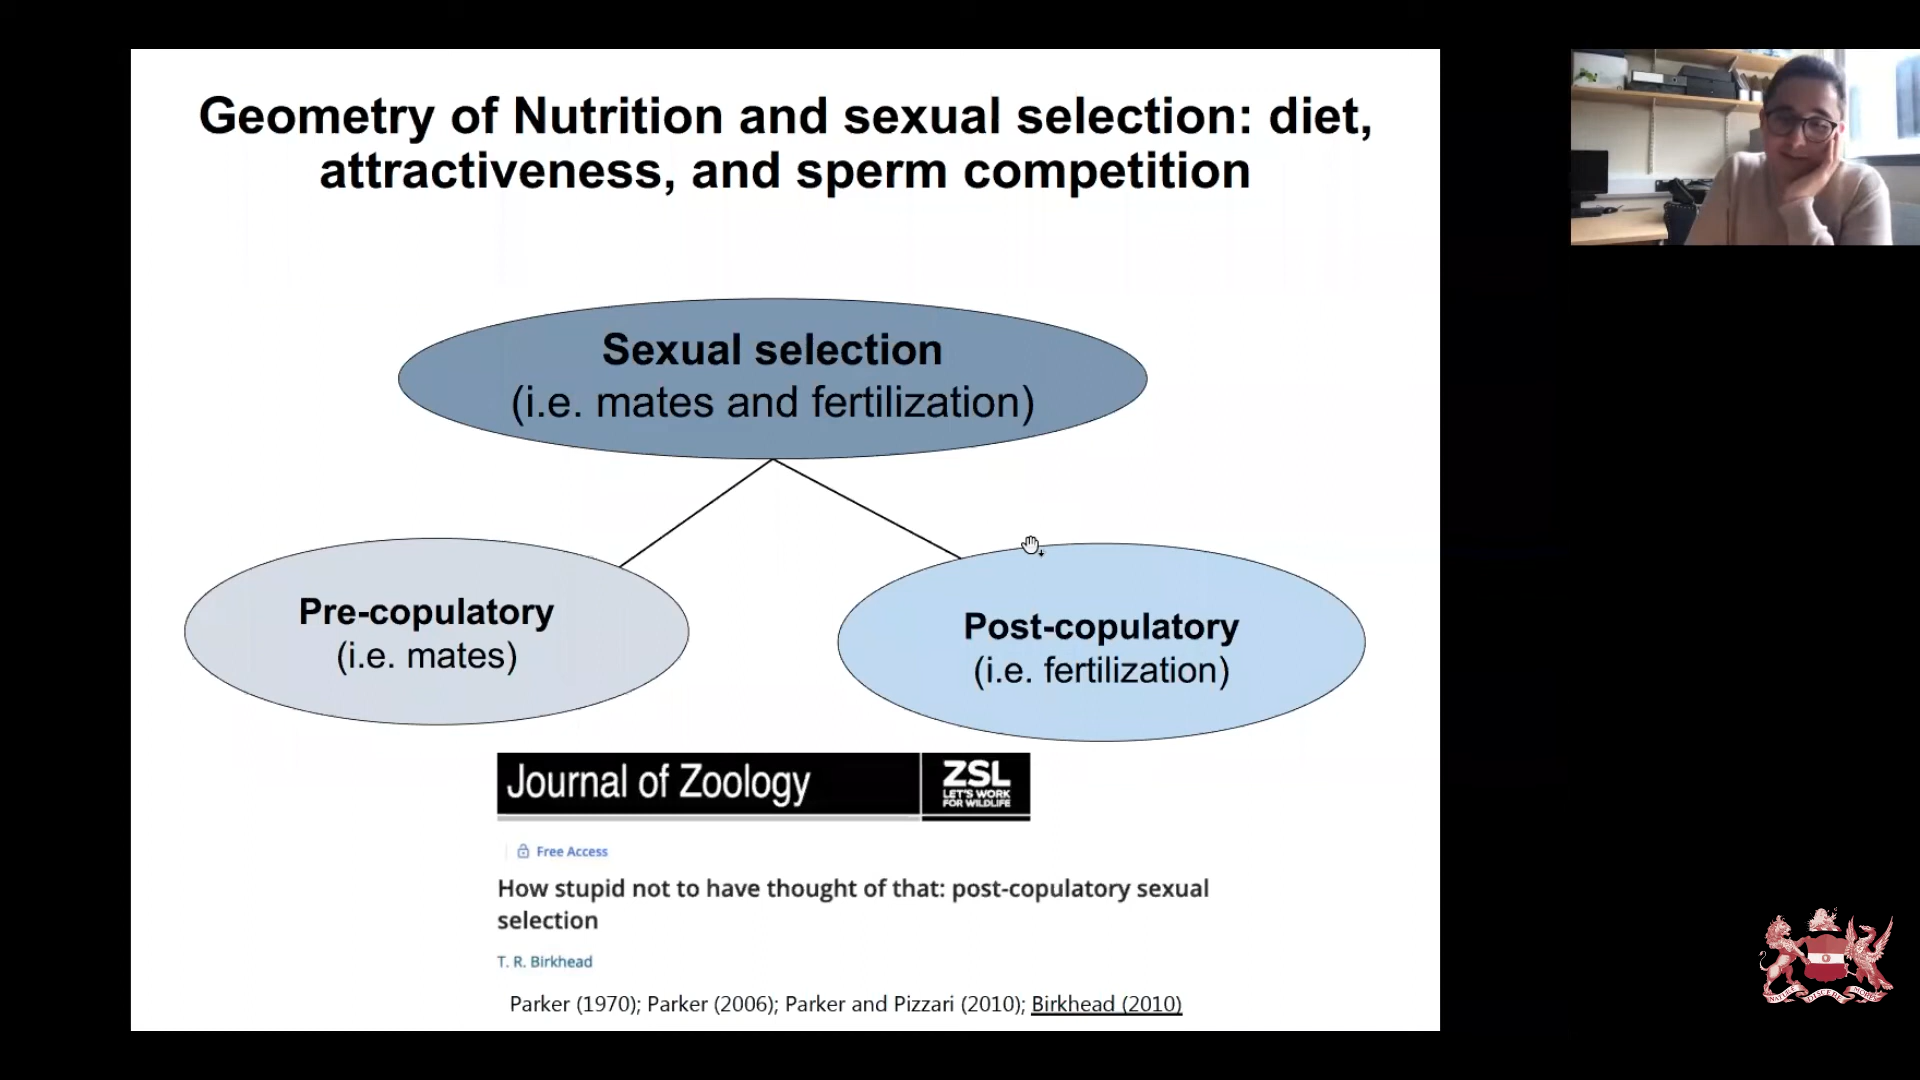 Geometry of Nutrition and sexual selection: diet,
attractiveness, and sperm competition
Sexual selection
(i.e. mates and fertilization)
Pre-copulatory
(i.e. mates)
Post-copulatory
(i.e. fertilization)
Journal of Zoology
ZSL
LET'S WORK
FOR WILDLIFE
Free Access
How stupid not to have thought of that: post-copulatory sexual
selection
T. R. Birkhead
Parker (1970); Parker (2006); Parker and Pizzari (2010); Birkhead (2010)